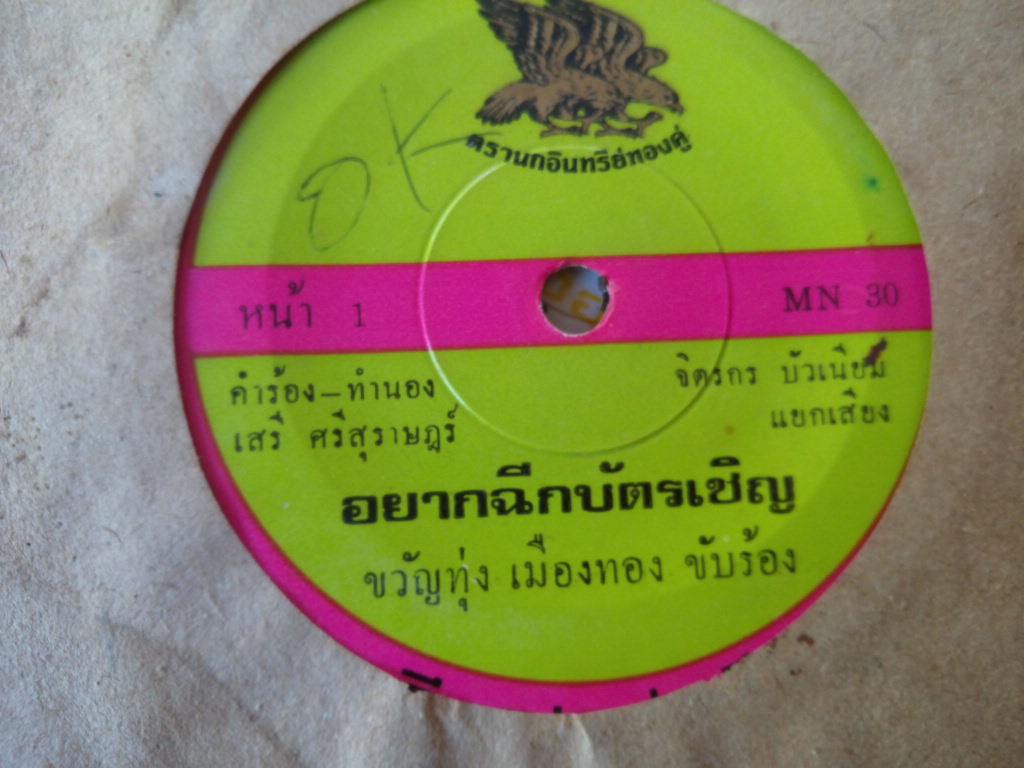 ตรานกอินทรีย์ทองคู่
OK
หน้า 1
MN 30
คำร้อง-ทำนอง
เสรี ศรีสุราษฎร์
จิตรกร บัวเนียม
แยกเสียง
อยากฉีกบัตรเชิญ
ขวัญทุ่ง เมืองทอง ขับร้อง